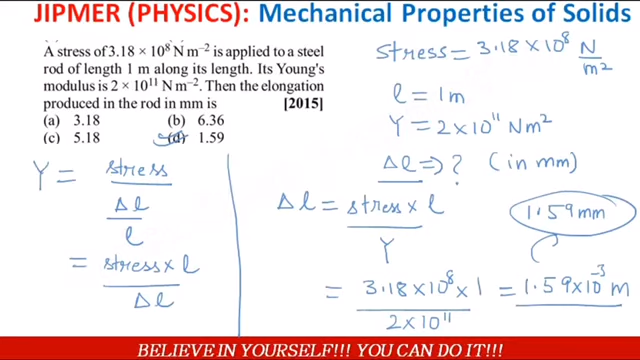 JIPMER (PHYSICS): Mechanical Properties of Solids
A stress of 3.18 × 10⁸ N m⁻² is applied to a steel
rod of length 1 m along its length. Its Young's
modulus is 2 × 10¹¹ N m⁻². Then the elongation
produced in the rod in mm is [2015]
(a) 3.18 (b) 6.36
(c) 5.18 (d) 1.59
Y = stress / (Δl / l)
= stress × l / Δl
stress = 3.18 × 10⁸ N/m²
l = 1m
Y = 2 × 10¹¹ Nm²
Δl ⇒ ? (in mm)
Δl = stress × l / Y
1.59 mm
= 3.18 × 10⁸ × 1 / 2 × 10¹¹ = 1.59 × 10⁻³ m
BELIEVE IN YOURSELF!!! YOU CAN DO IT!!!